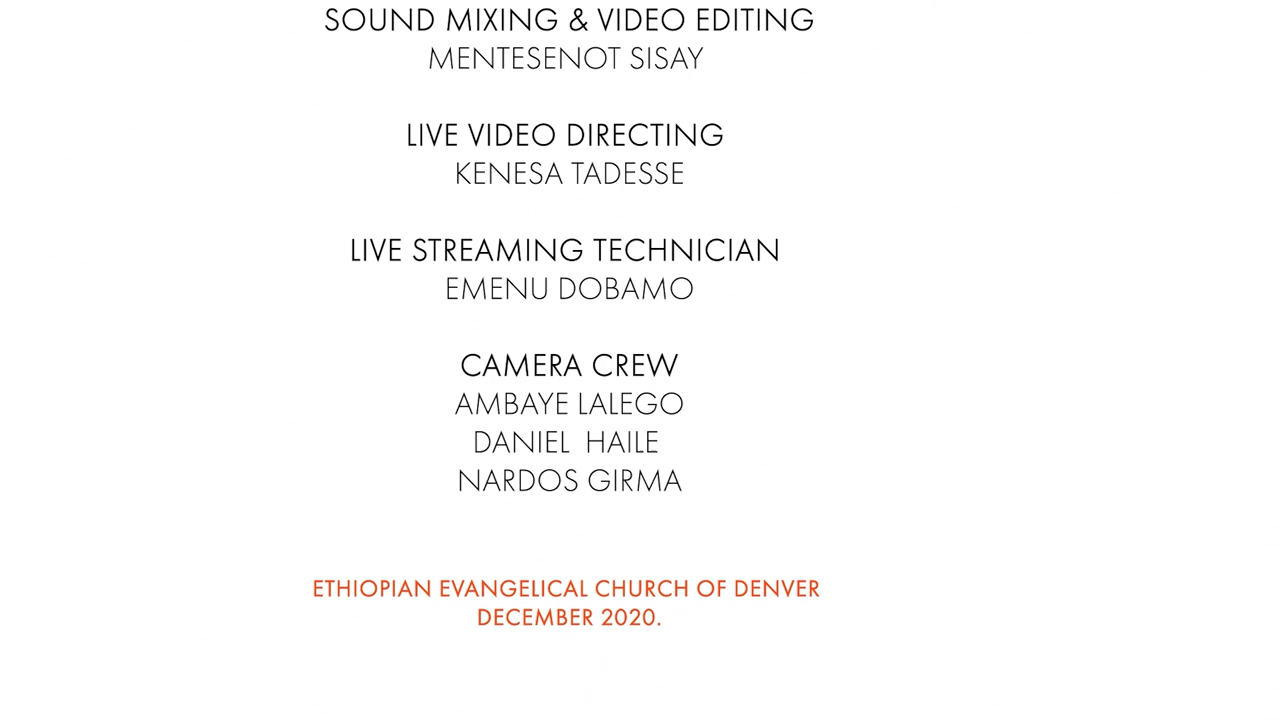 SOUND MIXING & VIDEO EDITING
MENTESENOT SISAY
LIVE VIDEO DIRECTING
KENESA TADESSE
LIVE STREAMING TECHNICIAN
EMENU DOBAMO
CAMERA CREW
AMBAYE LALEGO
DANIEL HAILE
NARDOS GIRMA
ETHIOPIAN EVANGELICAL CHURCH OF DENVER
DECEMBER 2020.